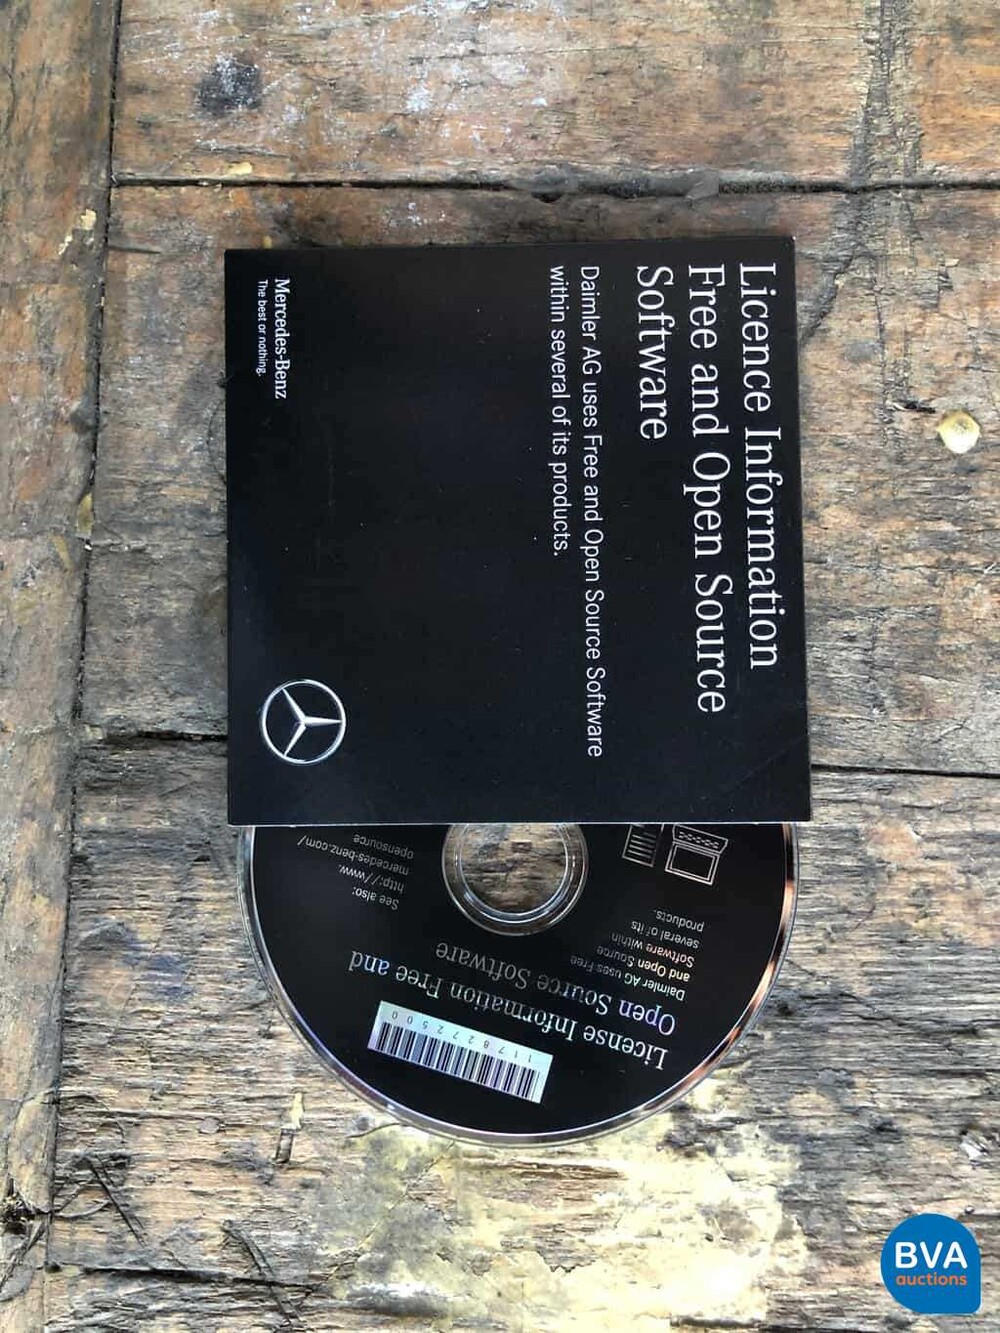 Licence Information
Free and Open Source
Software
Daimler AG uses Free and Open Source Software
within several of its products.
Mercedes-Benz
The best or nothing.
1178272500
License Information Free and
Open Source Software
Daimler AG uses Free
and Open Source
Software within
several of its
products.
See also:
http://www.
mercedes-benz.com/
opensource
BVA
auctions